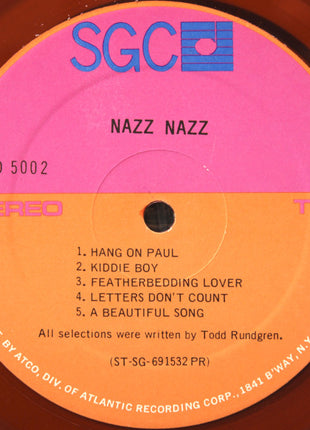 SGC
NAZZ NAZZ
5002
1. HANG ON PAUL
2. KIDDIE BOY
3. FEATHERBEDDING LOVER
4. LETTERS DON'T COUNT
5. A BEAUTIFUL SONG
All selections were written by Todd Rundgren.
(ST-SG-691532 PR)
BY ATCO, DIV. OF ATLANTIC RECORDING CORP., 1841 B'WAY, N.Y.